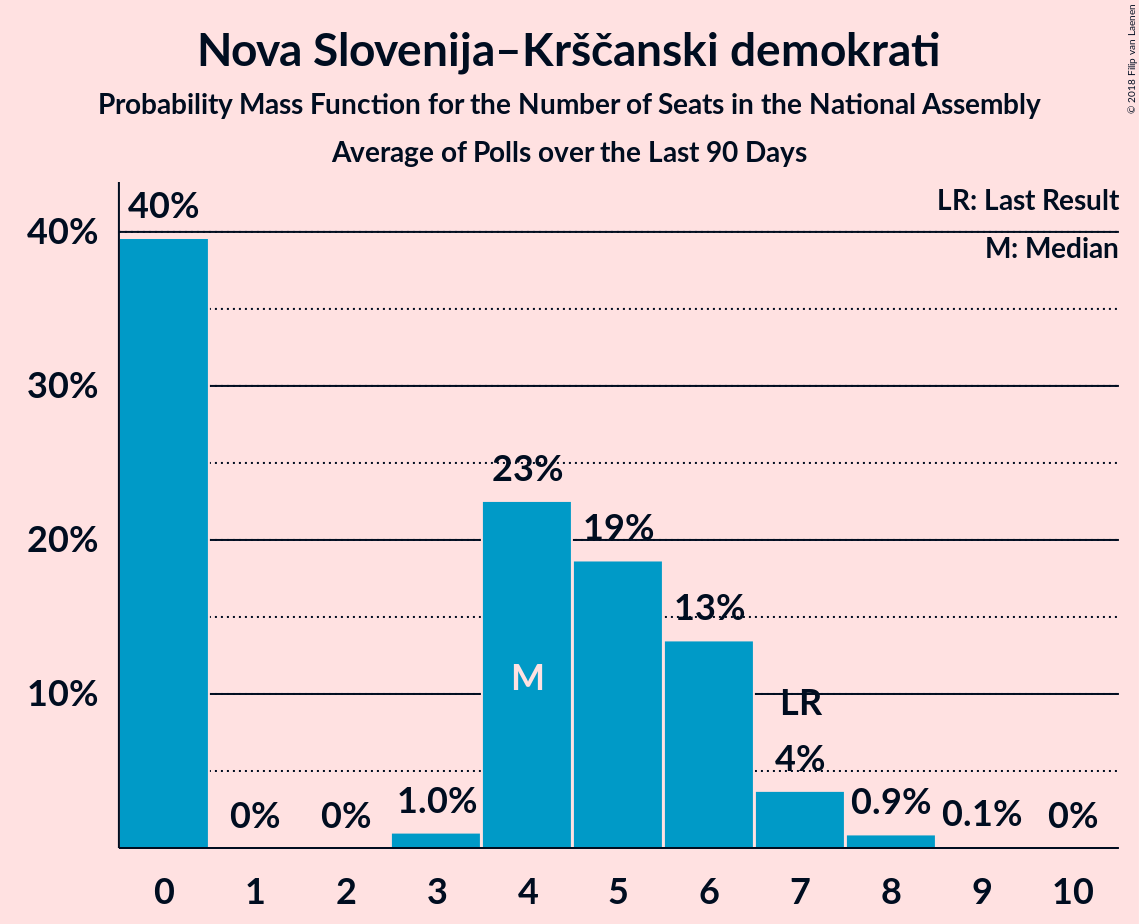 Nova Slovenija–Krščanski demokrati
Probability Mass Function for the Number of Seats in the National Assembly
Average of Polls over the Last 90 Days
© 2018 Filip van Laenen
LR: Last Result
M: Median
40%
30%
20%
10%
40%
0%
0%
1.0%
23%
M
19%
13%
LR
4%
0.9%
0.1%
0%
0 1 2 3 4 5 6 7 8 9 10